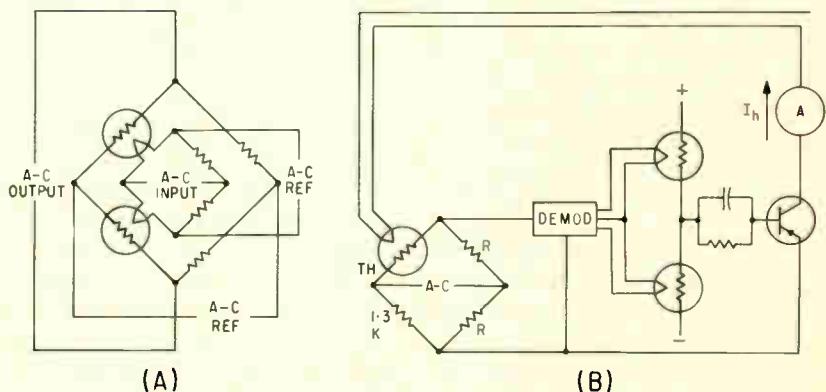 A-C
OUTPUT
A-C
INPUT
A-C
REF
A-C
REF
(A)
TH
1.3
K
R
A-C
R
DEMOD
+
−
I_h
A
(B)